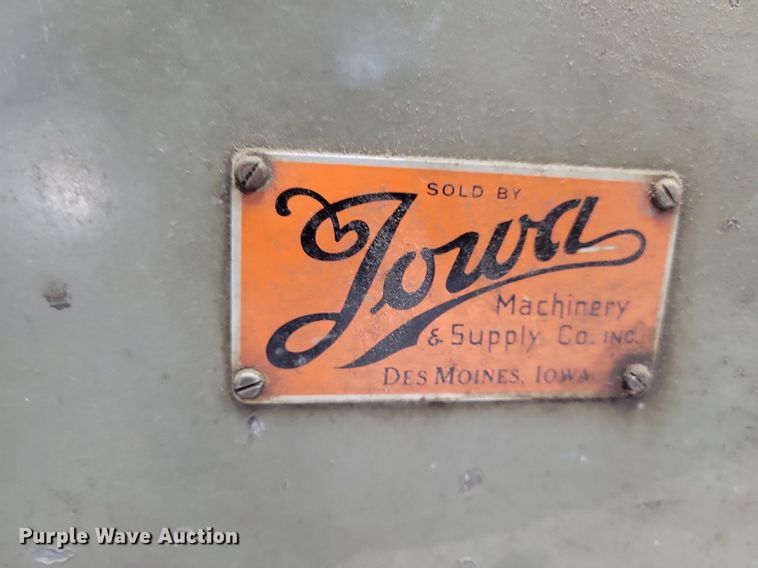 SOLD BY
Iowa
Machinery
& Supply Co. INC.
DES MOINES, IOWA
Purple Wave Auction